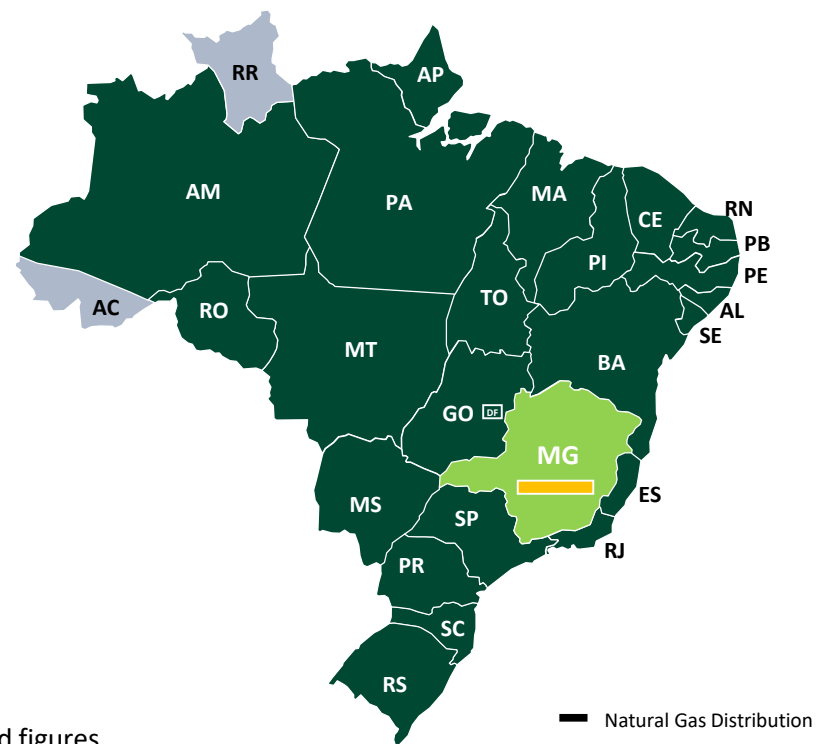 RR
AP
AM
PA
MA
CE
RN
PB
PI
PE
AC
RO
TO
AL
SE
MT
BA
GO
DF
MG
MS
ES
SP
RJ
PR
SC
RS
Natural Gas Distribution
figures